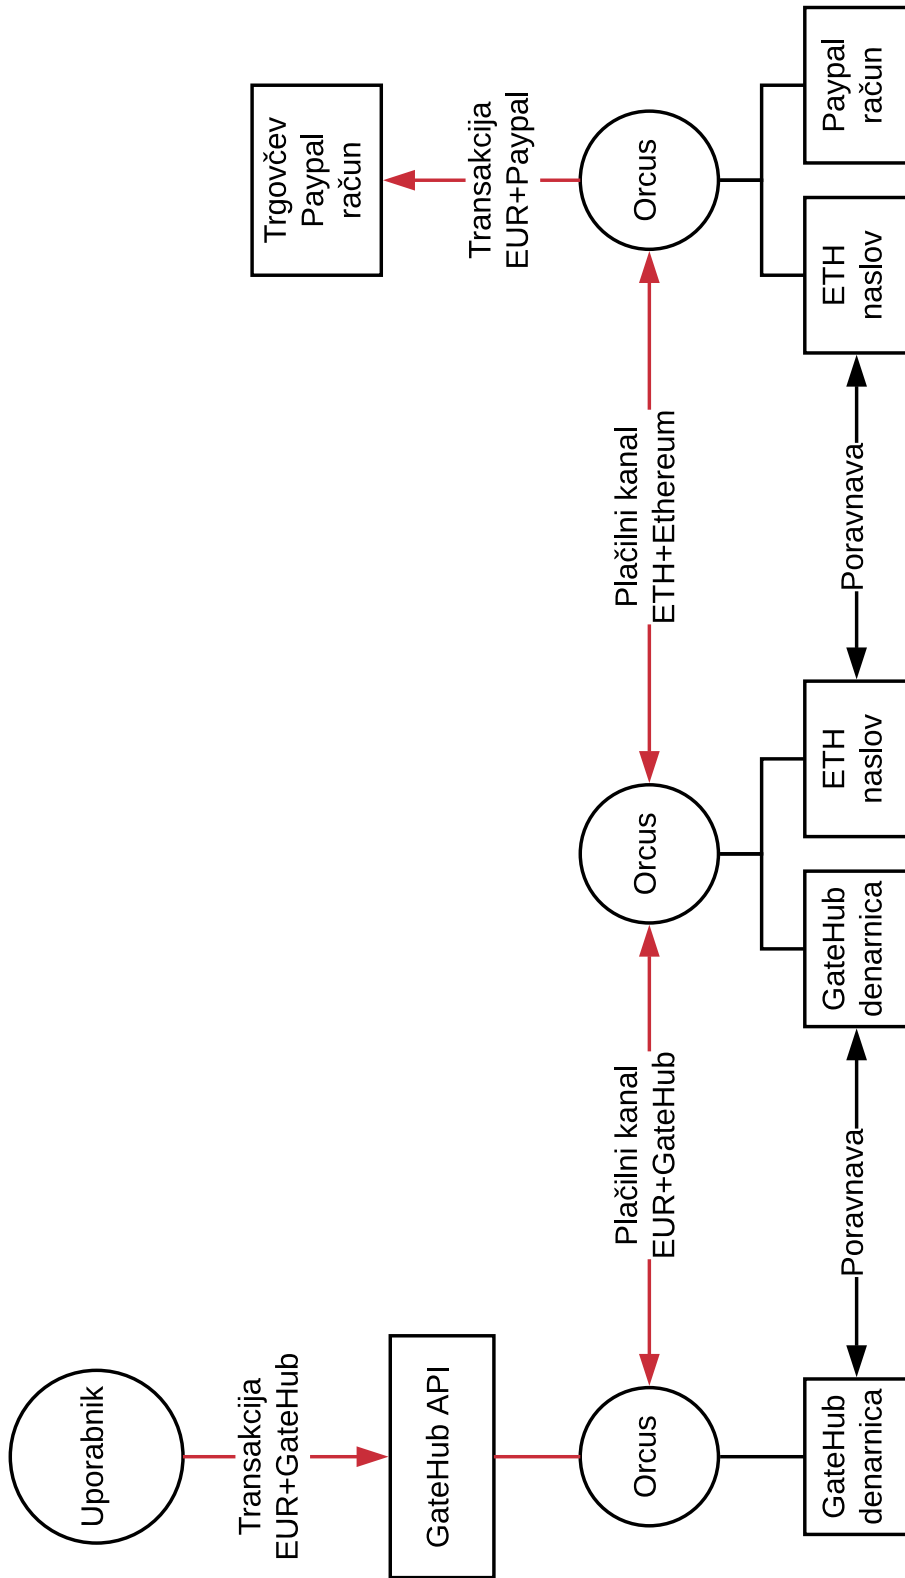 Uporabnik
Transakcija
EUR+GateHub
GateHub API
Orcus
GateHub
denarnica
Plačilni kanal
EUR+GateHub
Poravnava
Orcus
GateHub
denarnica
ETH
naslov
Plačilni kanal
ETH+Ethereum
Poravnava
Trgovčev
Paypal
račun
Transakcija
EUR+Paypal
Orcus
ETH
naslov
Paypal
račun